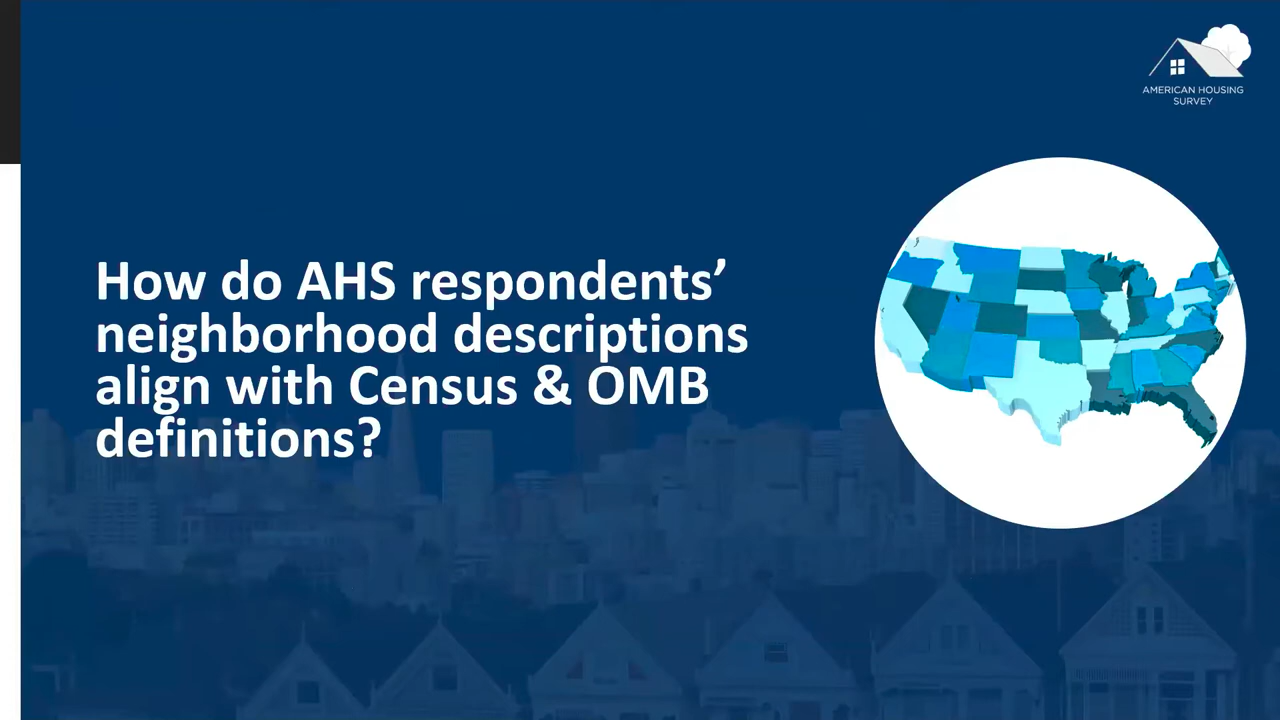 AMERICAN HOUSING
SURVEY
How do AHS respondents’
neighborhood descriptions
align with Census & OMB
definitions?